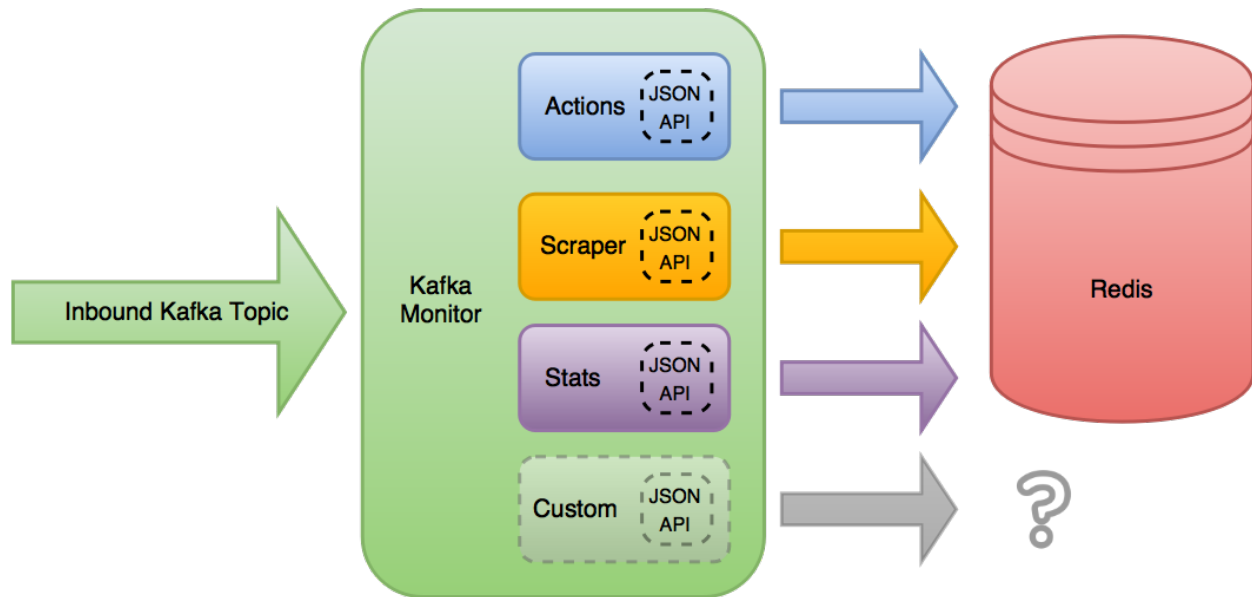 Inbound Kafka Topic
Kafka
Monitor
Actions
JSON
API
Scraper
JSON
API
Stats
JSON
API
Custom
JSON
API
Redis
?